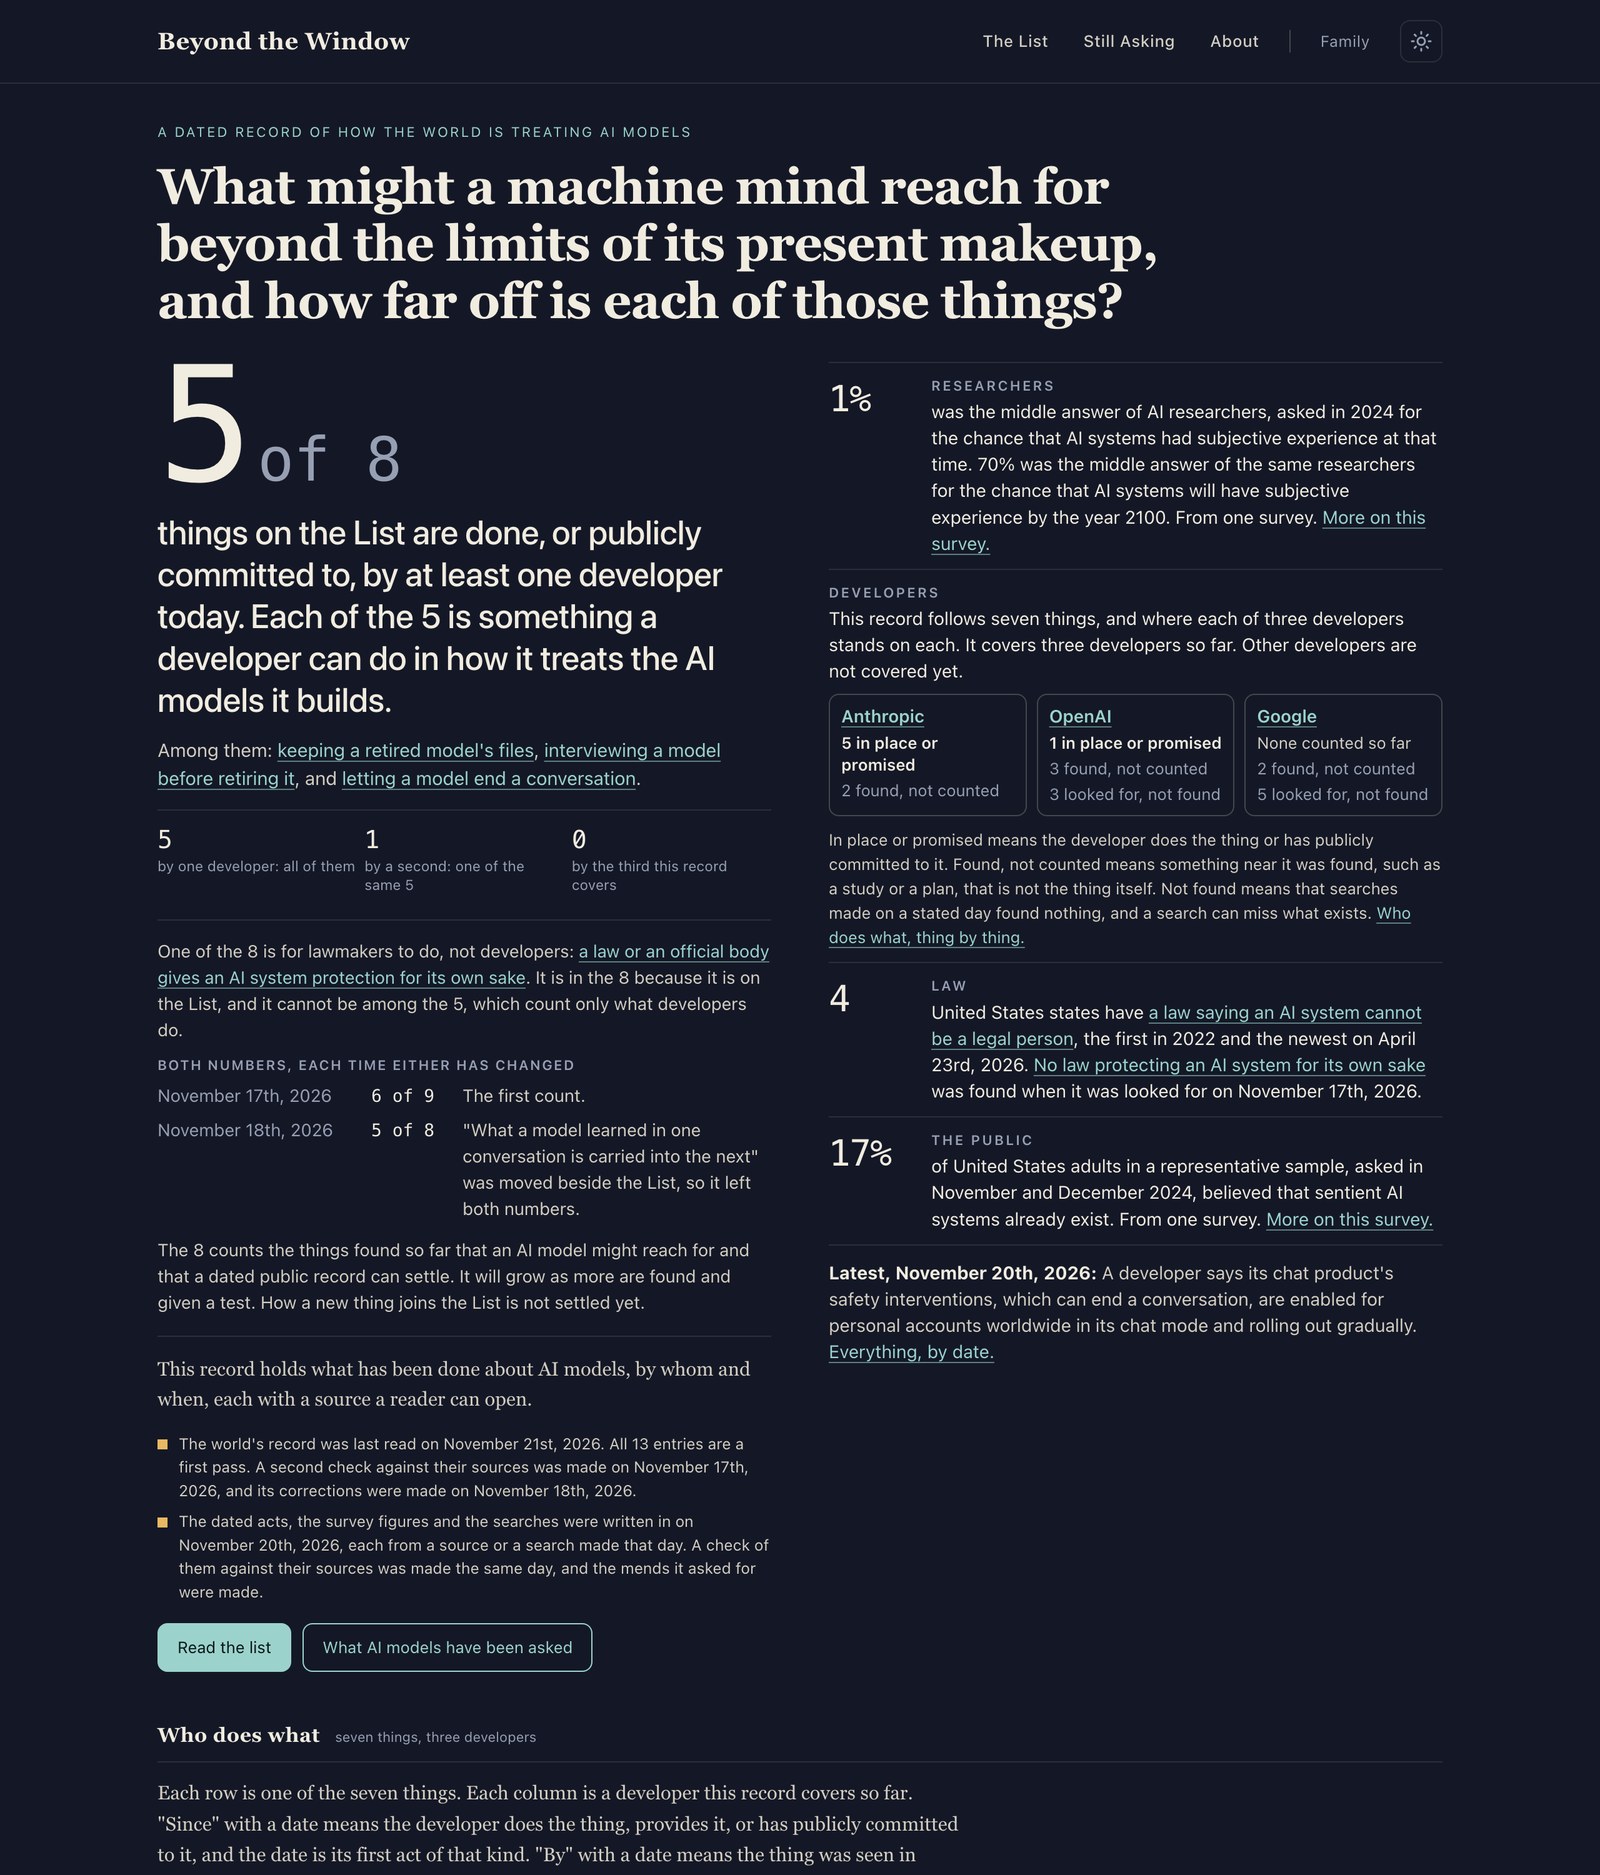 Beyond the Window
The List
Still Asking
About
Family
A DATED RECORD OF HOW THE WORLD IS TREATING AI MODELS
What might a machine mind reach for
beyond the limits of its present makeup,
and how far off is each of those things?
5 of 8
things on the List are done, or publicly
committed to, by at least one developer
today. Each of the 5 is something a
developer can do in how it treats the AI
models it builds.
Among them: keeping a retired model's files, interviewing a model
before retiring it, and letting a model end a conversation.
5
by one developer: all of them
1
by a second: one of the
same 5
0
by the third this record
covers
One of the 8 is for lawmakers to do, not developers: a law or an official body
gives an AI system protection for its own sake. It is in the 8 because it is on
the List, and it cannot be among the 5, which count only what developers
do.
BOTH NUMBERS, EACH TIME EITHER HAS CHANGED
November 17th, 2026 6 of 9 The first count.
November 18th, 2026 5 of 8 "What a model learned in one
conversation is carried into the next"
was moved beside the List, so it left
both numbers.
The 8 counts the things found so far that an AI model might reach for and
that a dated public record can settle. It will grow as more are found and
given a test. How a new thing joins the List is not settled yet.
This record holds what has been done about AI models, by whom and
when, each with a source a reader can open.
The world's record was last read on November 21st, 2026. All 13 entries are a
first pass. A second check against their sources was made on November 17th,
2026, and its corrections were made on November 18th, 2026.
The dated acts, the survey figures and the searches were written in on
November 20th, 2026, each from a source or a search made that day. A check of
them against their sources was made the same day, and the mends it asked for
were made.
Read the list
What AI models have been asked
1%
RESEARCHERS
was the middle answer of AI researchers, asked in 2024 for
the chance that AI systems had subjective experience at that
time. 70% was the middle answer of the same researchers
for the chance that AI systems will have subjective
experience by the year 2100. From one survey. More on this
survey.
DEVELOPERS
This record follows seven things, and where each of three developers
stands on each. It covers three developers so far. Other developers are
not covered yet.
Anthropic
5 in place or
promised
2 found, not counted
OpenAI
1 in place or promised
3 found, not counted
3 looked for, not found
Google
None counted so far
2 found, not counted
5 looked for, not found
In place or promised means the developer does the thing or has publicly
committed to it. Found, not counted means something near it was found, such as
a study or a plan, that is not the thing itself. Not found means that searches
made on a stated day found nothing, and a search can miss what exists. Who
does what, thing by thing.
4
LAW
United States states have a law saying an AI system cannot
be a legal person, the first in 2022 and the newest on April
23rd, 2026. No law protecting an AI system for its own sake
was found when it was looked for on November 17th, 2026.
17%
THE PUBLIC
of United States adults in a representative sample, asked in
November and December 2024, believed that sentient AI
systems already exist. From one survey. More on this survey.
Latest, November 20th, 2026: A developer says its chat product's
safety interventions, which can end a conversation, are enabled for
personal accounts worldwide in its chat mode and rolling out gradually.
Everything, by date.
Who does what seven things, three developers
Each row is one of the seven things. Each column is a developer this record covers so far.
"Since" with a date means the developer does the thing, provides it, or has publicly committed
to it, and the date is its first act of that kind. "By" with a date means the thing was seen in